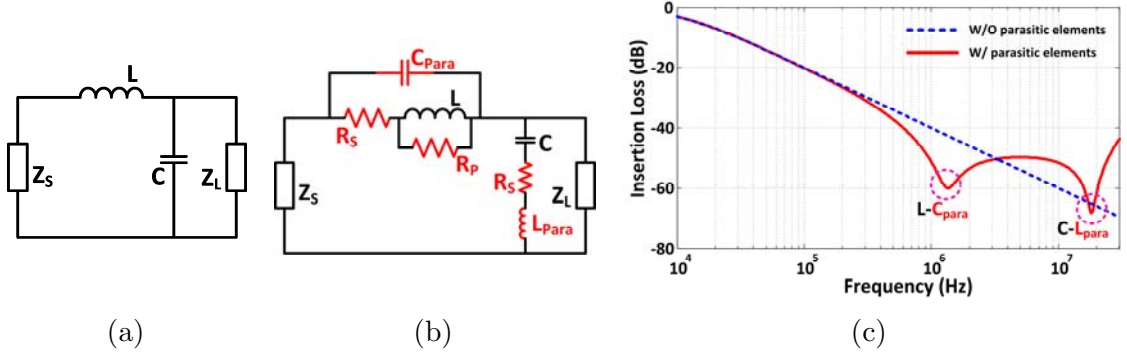 L
C
Z_S
Z_L
(a)
C_Para
L
R_S
R_P
C
R_S
L_Para
Z_S
Z_L
(b)
Insertion Loss (dB)
0
-20
-40
-60
-80
W/O parasitic elements
W/ parasitic elements
L-C_para
C-L_para
10^4
10^5
10^6
10^7
Frequency (Hz)
(c)